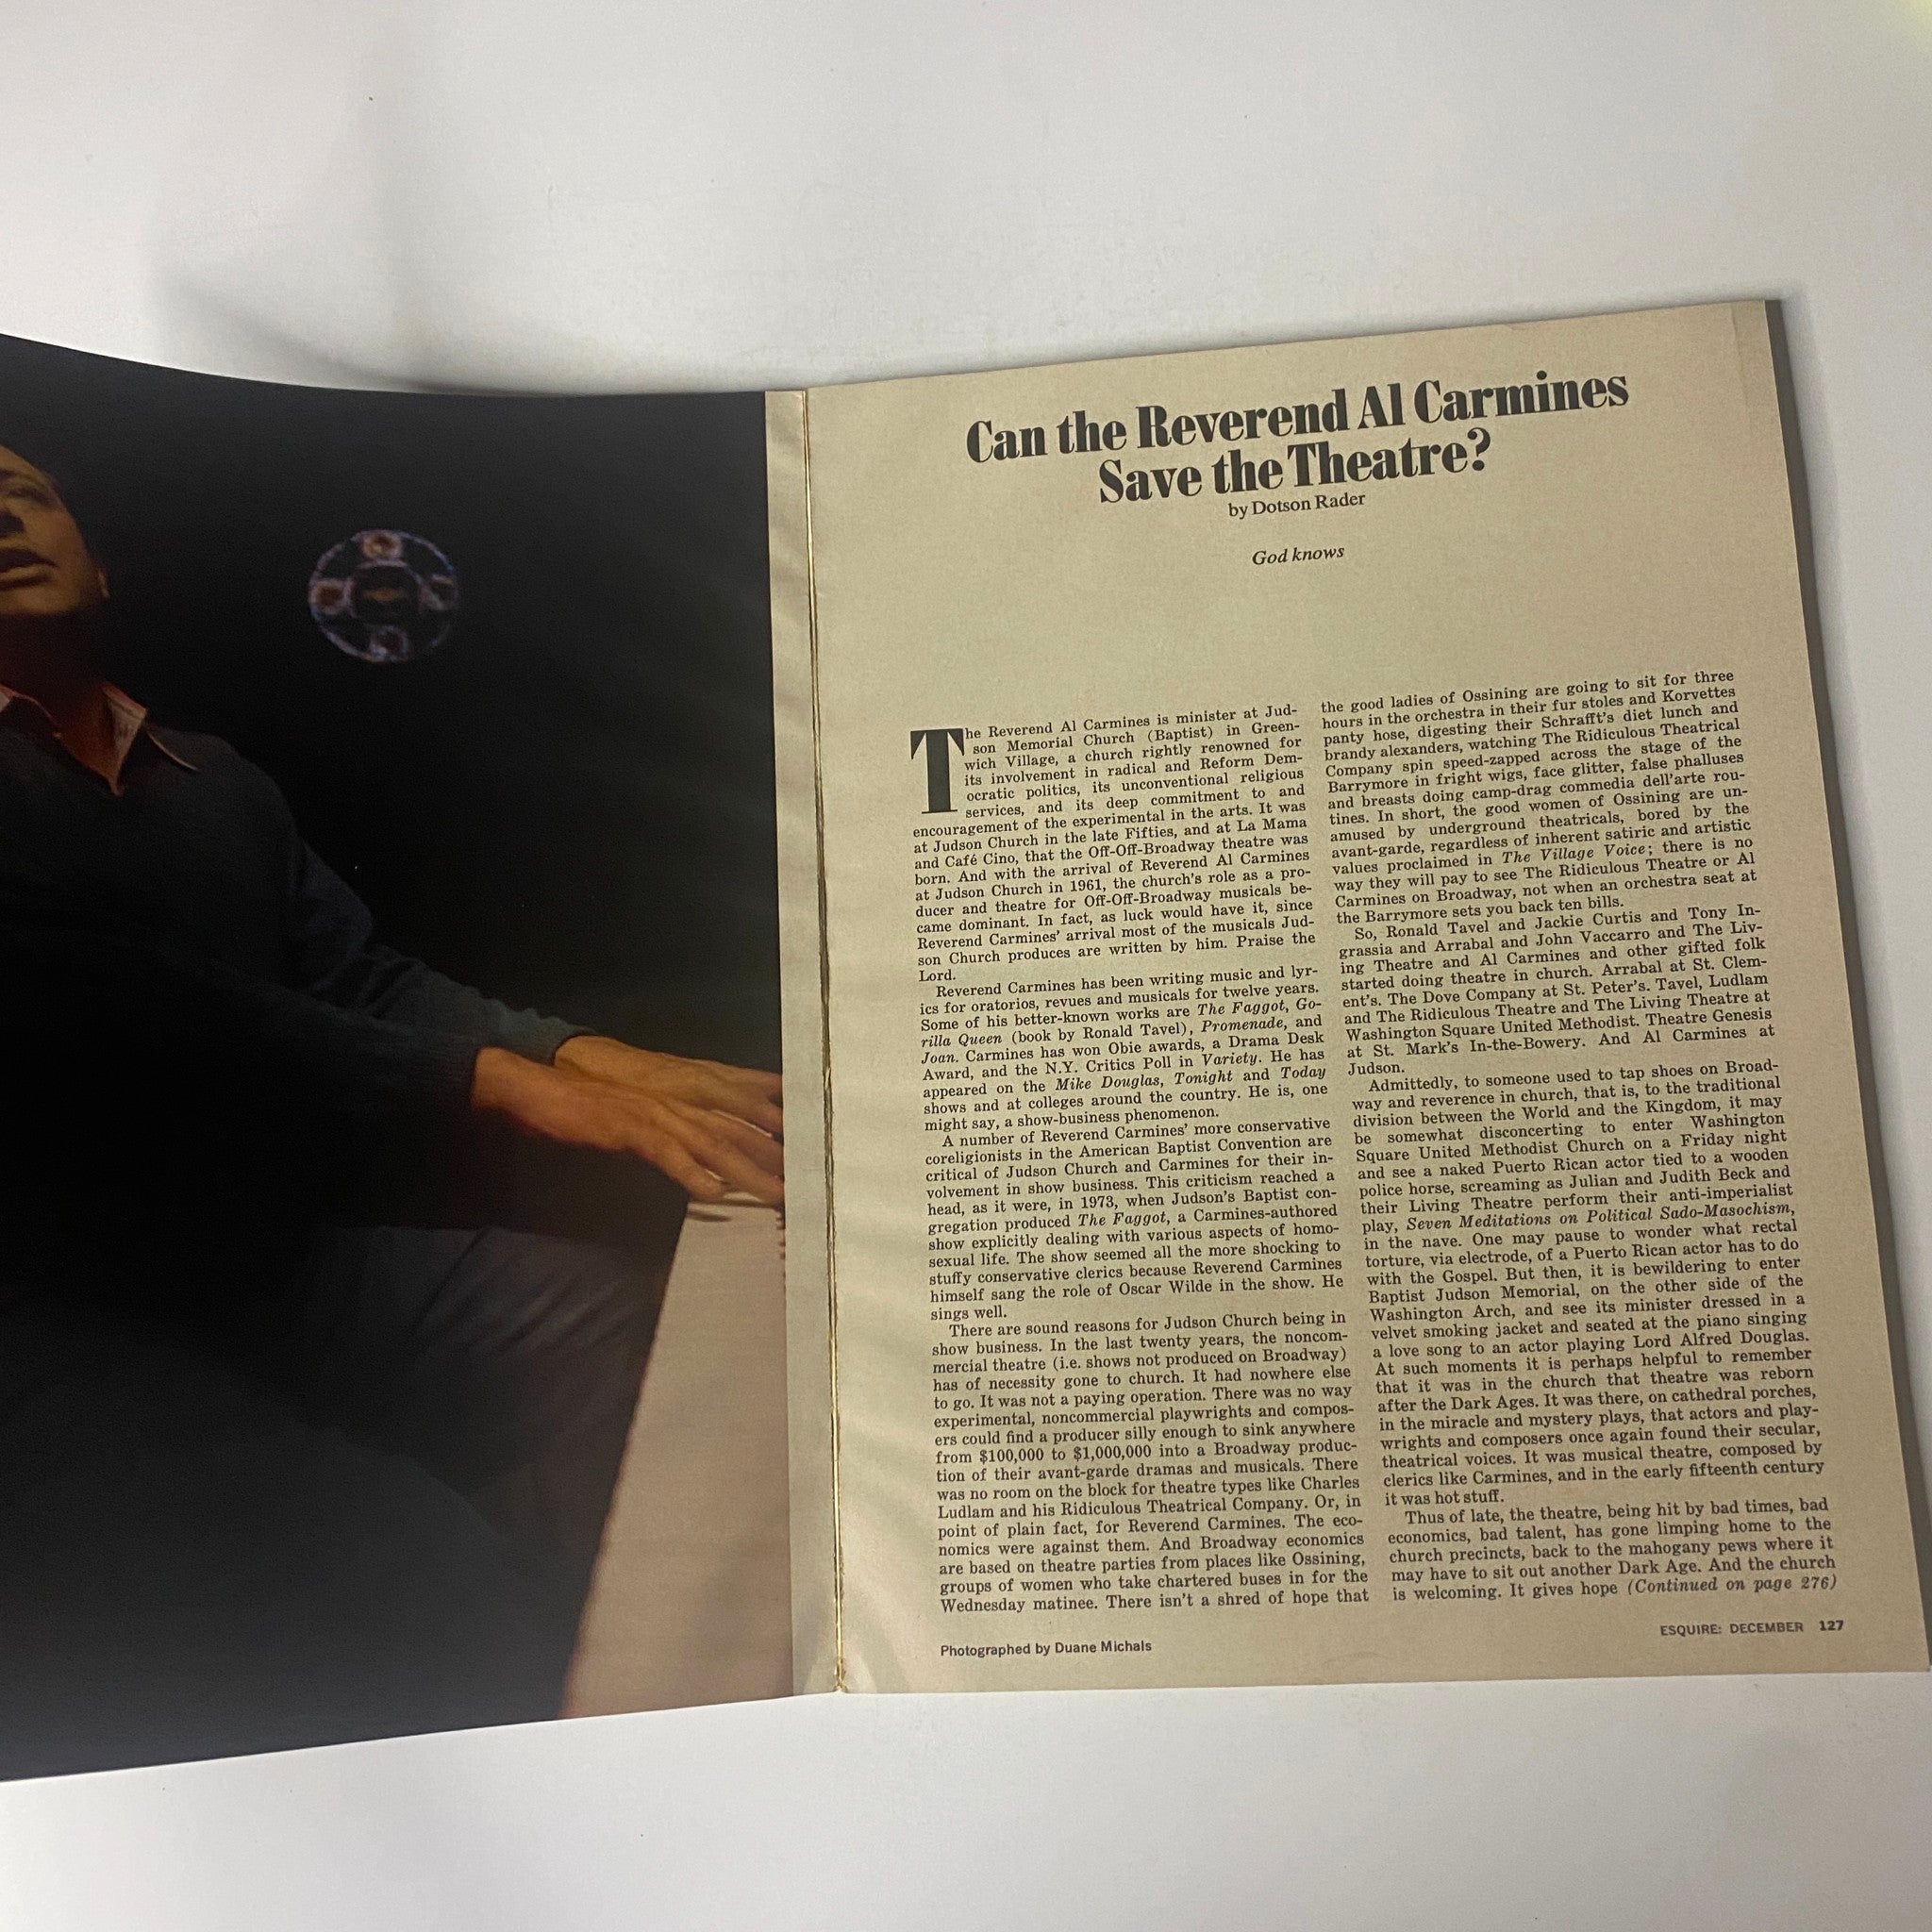 Can the Reverend Al Carmines
Save the Theatre?
by Dotson Rader
God knows
The Reverend Al Carmines is minister at Jud-
son Memorial Church (Baptist) in Green-
wich Village, a church rightly renowned for
its involvement in radical and Reform Dem-
ocratic politics, its unconventional religious
services, and its deep commitment to and
encouragement of the experimental in the arts. It was
at Judson Church in the late Fifties, and at La Mama
and Café Cino, that the Off-Off-Broadway theatre was
born. And with the arrival of Reverend Al Carmines
at Judson Church in 1961, the church's role as a pro-
ducer and theatre for Off-Off-Broadway musicals be-
came dominant. In fact, as luck would have it, since
Reverend Carmines' arrival most of the musicals Jud-
son Church produces are written by him. Praise the
Lord.
Reverend Carmines has been writing music and lyr-
ics for oratorios, revues and musicals for twelve years.
Some of his better-known works are The Faggot, Go-
rilla Queen (book by Ronald Tavel), Promenade, and
Joan. Carmines has won Obie awards, a Drama Desk
Award, and the N.Y. Critics Poll in Variety. He has
appeared on the Mike Douglas, Tonight and Today
shows and at colleges around the country. He is, one
might say, a show-business phenomenon.
A number of Reverend Carmines' more conservative
coreligionists in the American Baptist Convention are
critical of Judson Church and Carmines for their in-
volvement in show business. This criticism reached a
head, as it were, in 1973, when Judson's Baptist con-
gregation produced The Faggot, a Carmines-authored
show explicitly dealing with various aspects of homo-
sexual life. The show seemed all the more shocking to
stuffy conservative clerics because Reverend Carmines
himself sang the role of Oscar Wilde in the show. He
sings well.
There are sound reasons for Judson Church being in
show business. In the last twenty years, the noncom-
mercial theatre (i.e. shows not produced on Broadway)
has of necessity gone to church. It had nowhere else
to go. It was not a paying operation. There was no way
experimental, noncommercial playwrights and compos-
ers could find a producer silly enough to sink anywhere
from $100,000 to $1,000,000 into a Broadway produc-
tion of their avant-garde dramas and musicals. There
was no room on the block for theatre types like Charles
Ludlam and his Ridiculous Theatrical Company. Or, in
point of plain fact, for Reverend Carmines. The eco-
nomics were against them. And Broadway economics
are based on theatre parties from places like Ossining,
groups of women who take chartered buses in for the
Wednesday matinee. There isn't a shred of hope that
the good ladies of Ossining are going to sit for three
hours in the orchestra in their fur stoles and Korvettes
panty hose, digesting their Schrafft's diet lunch and
brandy alexanders, watching The Ridiculous Theatrical
Company spin speed-zapped across the stage of the
Barrymore in fright wigs, face glitter, false phalluses
and breasts doing camp-drag commedia dell'arte rou-
tines. In short, the good women of Ossining are un-
amused by underground theatricals, bored by the
avant-garde, regardless of inherent satiric and artistic
values proclaimed in The Village Voice; there is no
way they will pay to see The Ridiculous Theatre or Al
Carmines on Broadway, not when an orchestra seat at
the Barrymore sets you back ten bills.
So, Ronald Tavel and Jackie Curtis and Tony In-
grassia and Arrabal and John Vaccaro and The Liv-
ing Theatre and Al Carmines and other gifted folk
started doing theatre in church. Arrabal at St. Clem-
ent's. The Dove Company at St. Peter's. Tavel, Ludlam
and The Ridiculous Theatre and The Living Theatre at
Washington Square United Methodist. Theatre Genesis
at St. Mark's In-the-Bowery. And Al Carmines at
Judson.
Admittedly, to someone used to tap shoes on Broad-
way and reverence in church, that is, to the traditional
division between the World and the Kingdom, it may
be somewhat disconcerting to enter Washington
Square United Methodist Church on a Friday night
and see a naked Puerto Rican actor tied to a wooden
police horse, screaming as Julian and Judith Beck and
their Living Theatre perform their anti-imperialist
play, Seven Meditations on Political Sado-Masochism,
in the nave. One may pause to wonder what rectal
torture, via electrode, of a Puerto Rican actor has to do
with the Gospel. But then, it is bewildering to enter
Baptist Judson Memorial, on the other side of the
Washington Arch, and see its minister dressed in a
velvet smoking jacket and seated at the piano singing
a love song to an actor playing Lord Alfred Douglas.
At such moments it is perhaps helpful to remember
that it was in the church that theatre was reborn
after the Dark Ages. It was there, on cathedral porches,
in the miracle and mystery plays, that actors and play-
wrights and composers once again found their secular,
theatrical voices. It was musical theatre, composed by
clerics like Carmines, and in the early fifteenth century
it was hot stuff.
Thus of late, the theatre, being hit by bad times, bad
economics, bad talent, has gone limping home to the
church precincts, back to the mahogany pews where it
may have to sit out another Dark Age. And the church
is welcoming. It gives hope (Continued on page 276)
Photographed by Duane Michals
ESQUIRE: DECEMBER 127